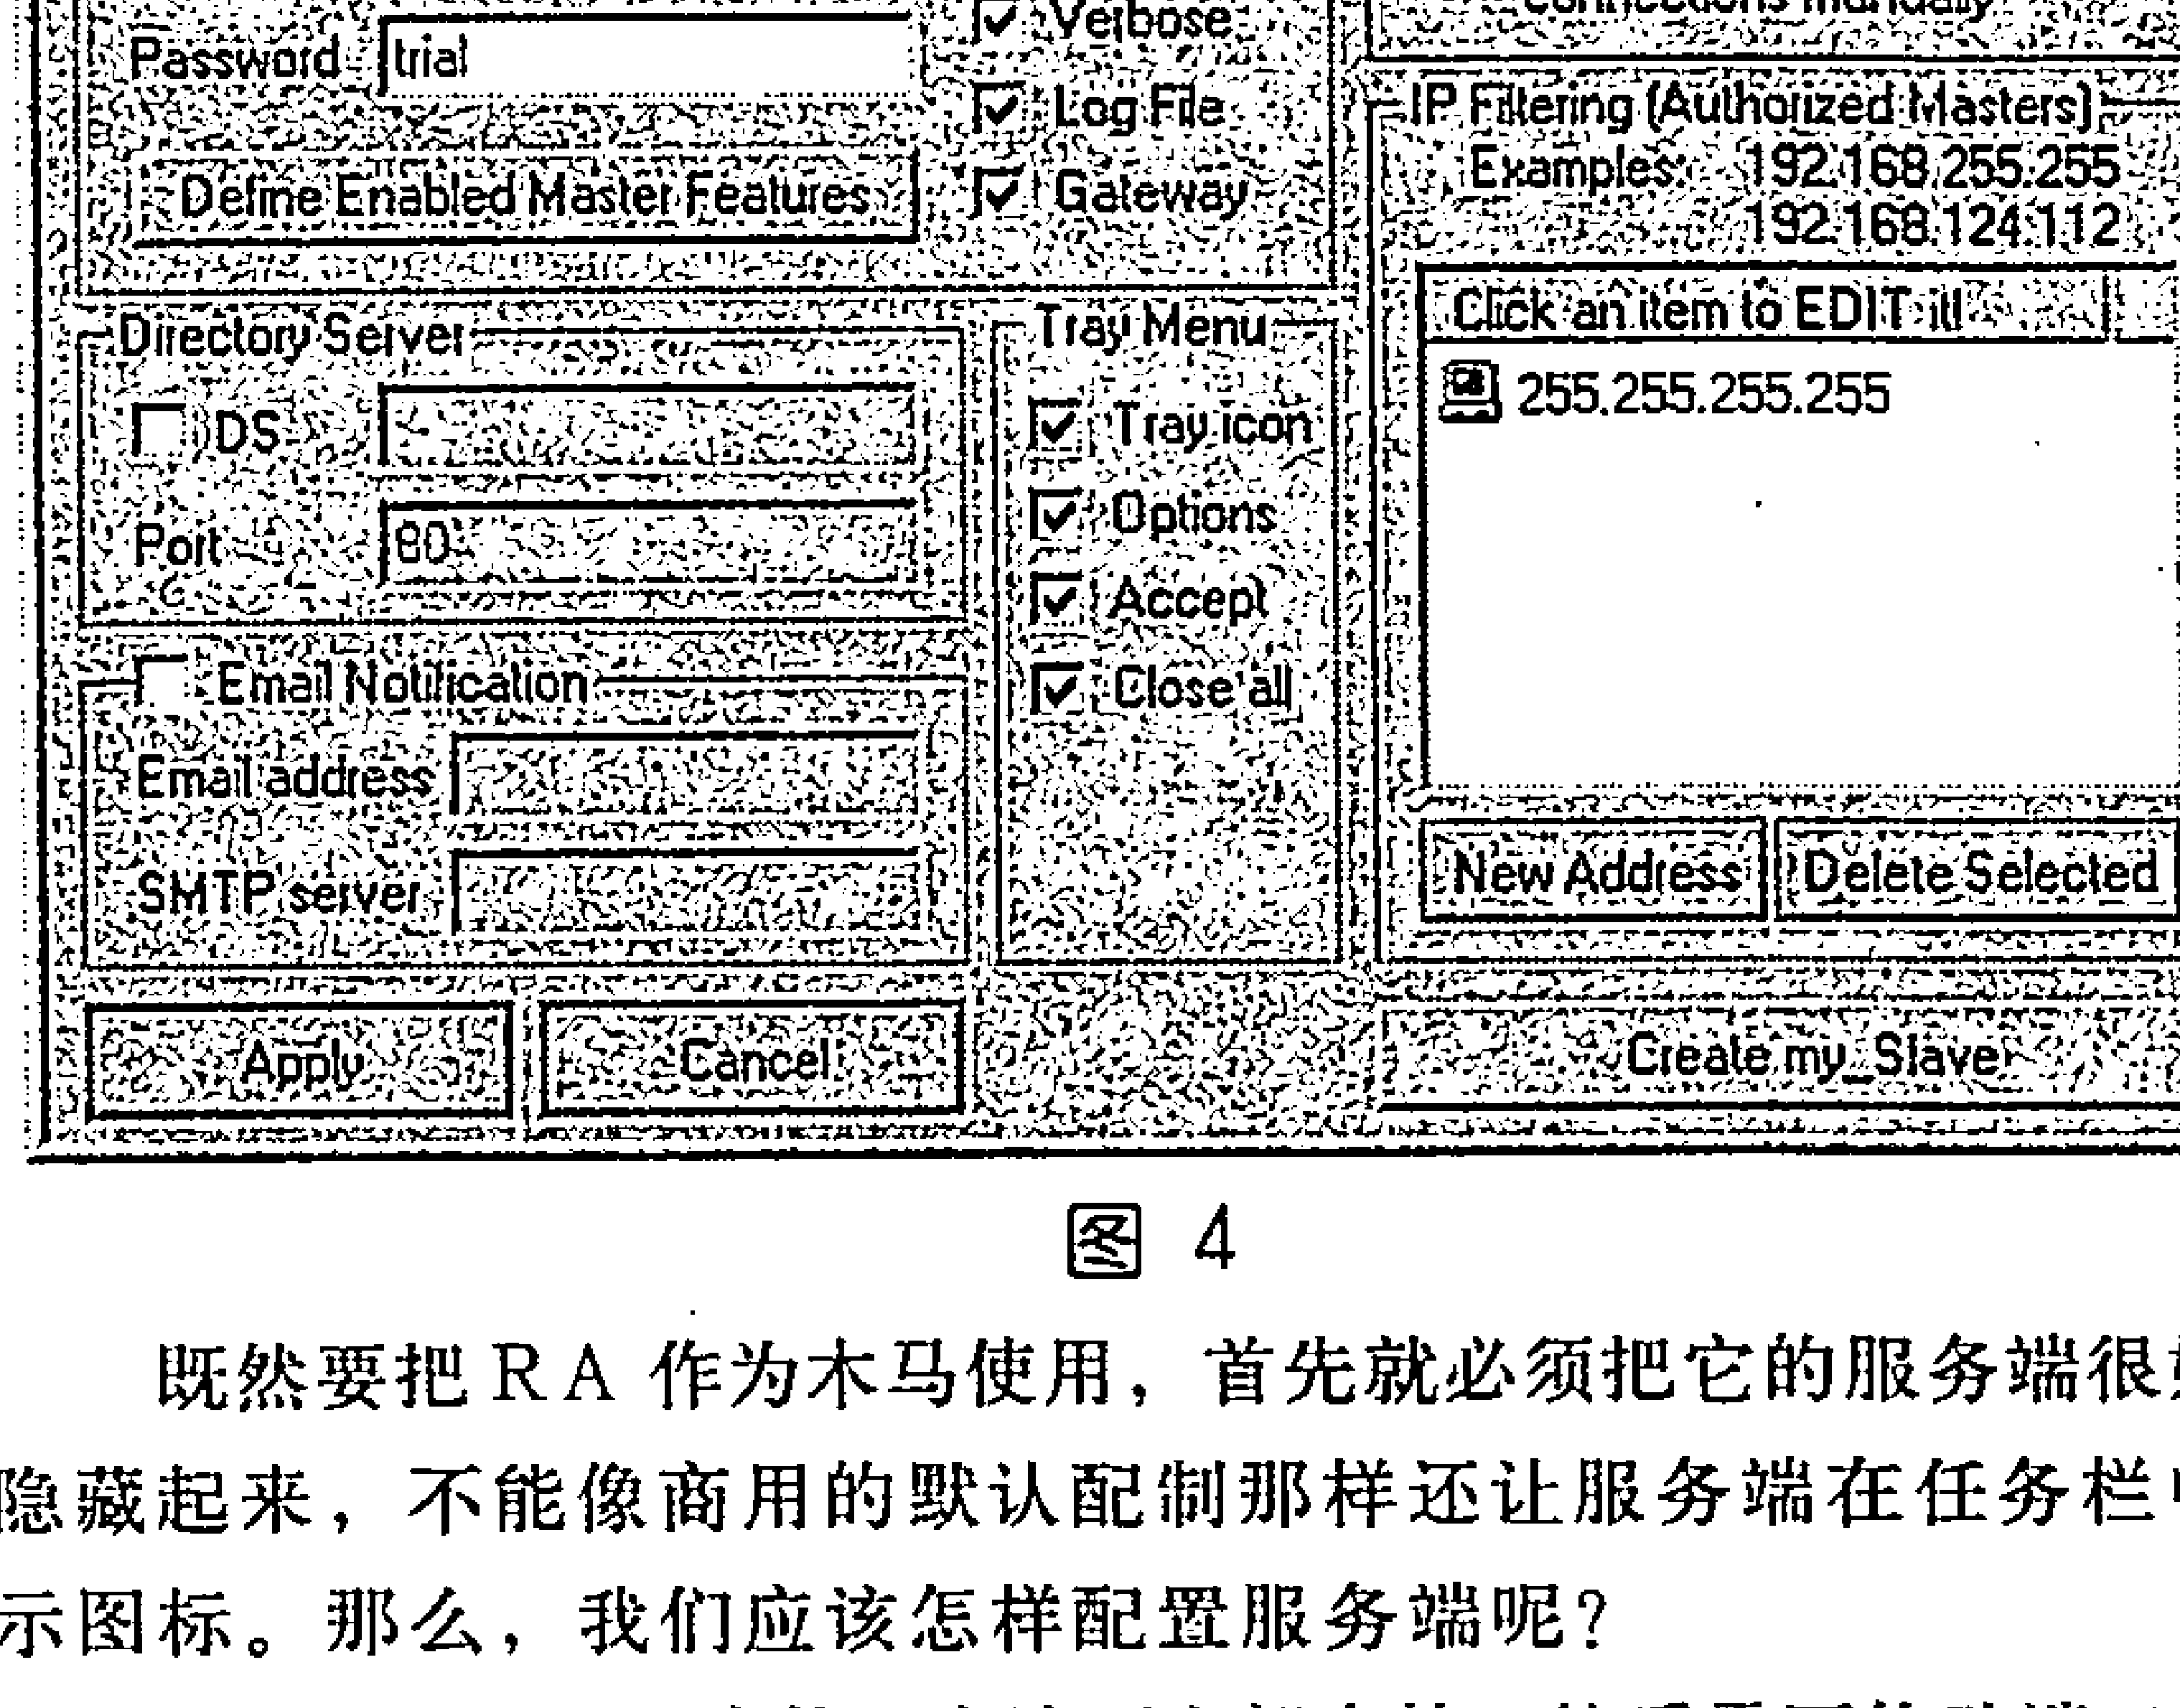 Verbose
Password trial
Log File
Define Enabled Master Features
Gateway
IP Filtering (Authorized Masters)
Examples: 192.168.255.255
192.168.124.112
Click an item to EDIT it!
255.255.255.255
Directory Server
DS
Port 80
Tray Menu
Tray icon
Options
Accept
Close all
Email Notification
Email address
SMTP server
New Address
Delete Selected
Apply
Cancel
Create my_Slave
图 4
既然要把 RA 作为木马使用，首先就必须把它的服务端很
隐藏起来，不能像商用的默认配制那样还让服务端在任务栏
示图标。那么，我们应该怎样配置服务端呢？